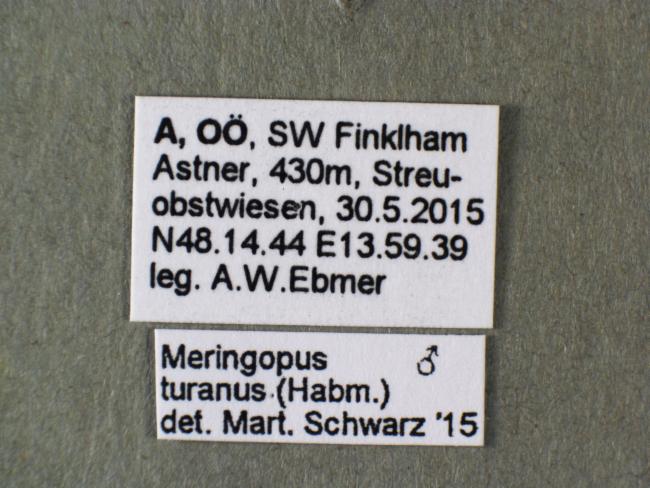 A, OÖ, SW Finklham
Astner, 430m, Streu-
obstwiesen, 30.5.2015
N48.14.44 E13.59.39
leg. A.W.Ebmer
Meringopus ♂
turanus (Habm.)
det. Mart. Schwarz '15